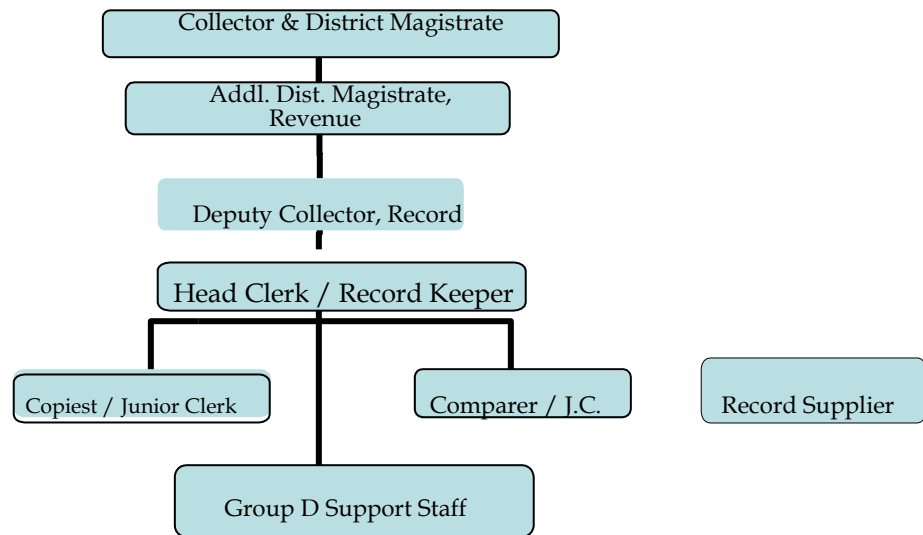 Collector & District Magistrate
Addl. Dist. Magistrate,
Revenue
Deputy Collector, Record
Head Clerk / Record Keeper
Copiest / Junior Clerk
Comparer / J.C.
Record Supplier
Group D Support Staff